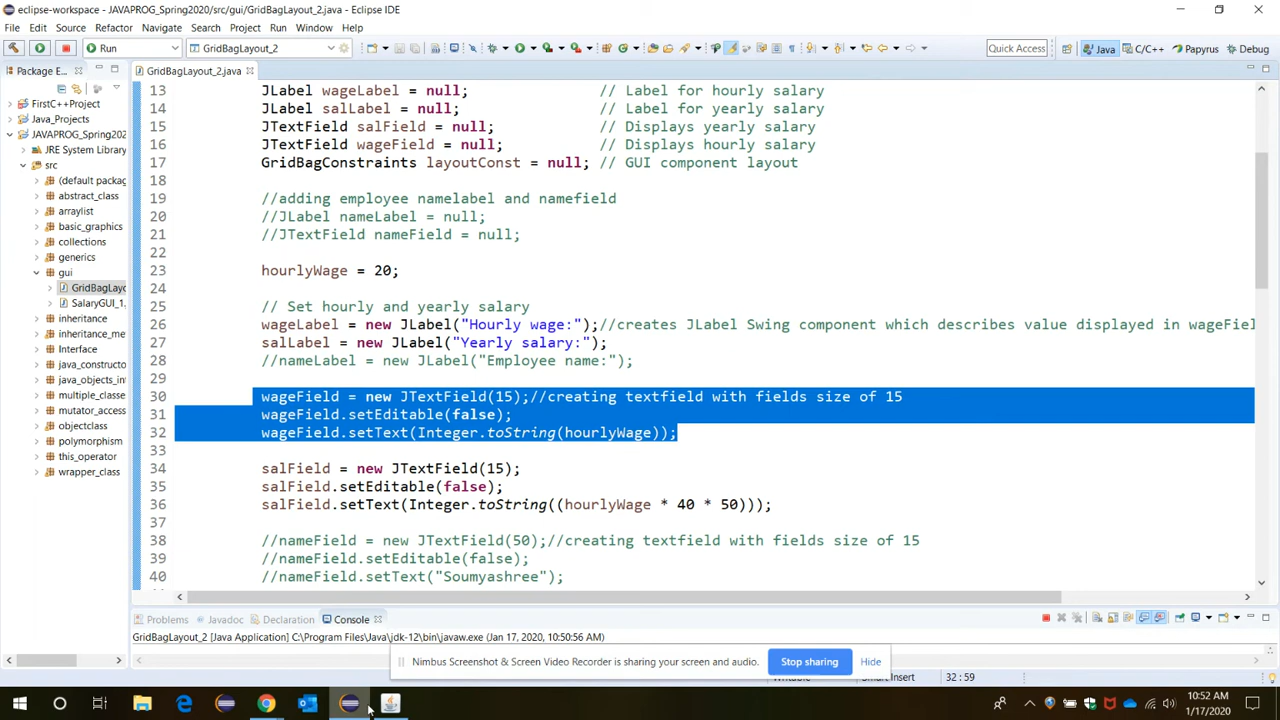 eclipse-workspace - JAVAPROG_Spring2020/src/gui/GridBagLayout_2.java - Eclipse IDE
File Edit Source Refactor Navigate Search Project Run Window Help
Run GridBagLayout_2 Quick Access Java C/C++ Papyrus Debug
Package E...
FirstC++Project
Java_Projects
JAVAPROG_Spring202
JRE System Library
src
(default packag
abstract_class
arraylist
basic_graphics
collections
generics
gui
GridBagLayo
SalaryGUI_1.
inheritance
inheritance_me
Interface
java_constructo
java_objects_in
multiple_classe
mutator_access
objectclass
polymorphism
this_operator
wrapper_class
GridBagLayout_2.java
13 JLabel wageLabel = null; // Label for hourly salary
14 JLabel salLabel = null; // Label for yearly salary
15 JTextField salField = null; // Displays yearly salary
16 JTextField wageField = null; // Displays hourly salary
17 GridBagConstraints layoutConst = null; // GUI component layout
18
19 //adding employee namelabel and namefield
20 //JLabel nameLabel = null;
21 //JTextField nameField = null;
22
23 hourlyWage = 20;
24
25 // Set hourly and yearly salary
26 wageLabel = new JLabel("Hourly wage:");//creates JLabel Swing component which describes value displayed in wageFiel
27 salLabel = new JLabel("Yearly salary:");
28 //nameLabel = new JLabel("Employee name:");
29
30 wageField = new JTextField(15);//creating textfield with fields size of 15
31 wageField.setEditable(false);
32 wageField.setText(Integer.toString(hourlyWage));
33
34 salField = new JTextField(15);
35 salField.setEditable(false);
36 salField.setText(Integer.toString((hourlyWage * 40 * 50)));
37
38 //nameField = new JTextField(50);//creating textfield with fields size of 15
39 //nameField.setEditable(false);
40 //nameField.setText("Soumyashree");
Problems Javadoc Declaration Console
GridBagLayout_2 [Java Application] C:\Program Files\Java\jdk-12\bin\javaw.exe (Jan 17, 2020, 10:50:56 AM)
Nimbus Screenshot & Screen Video Recorder is sharing your screen and audio. Stop sharing Hide
Writable Smart Insert 32 : 59
10:52 AM
1/17/2020